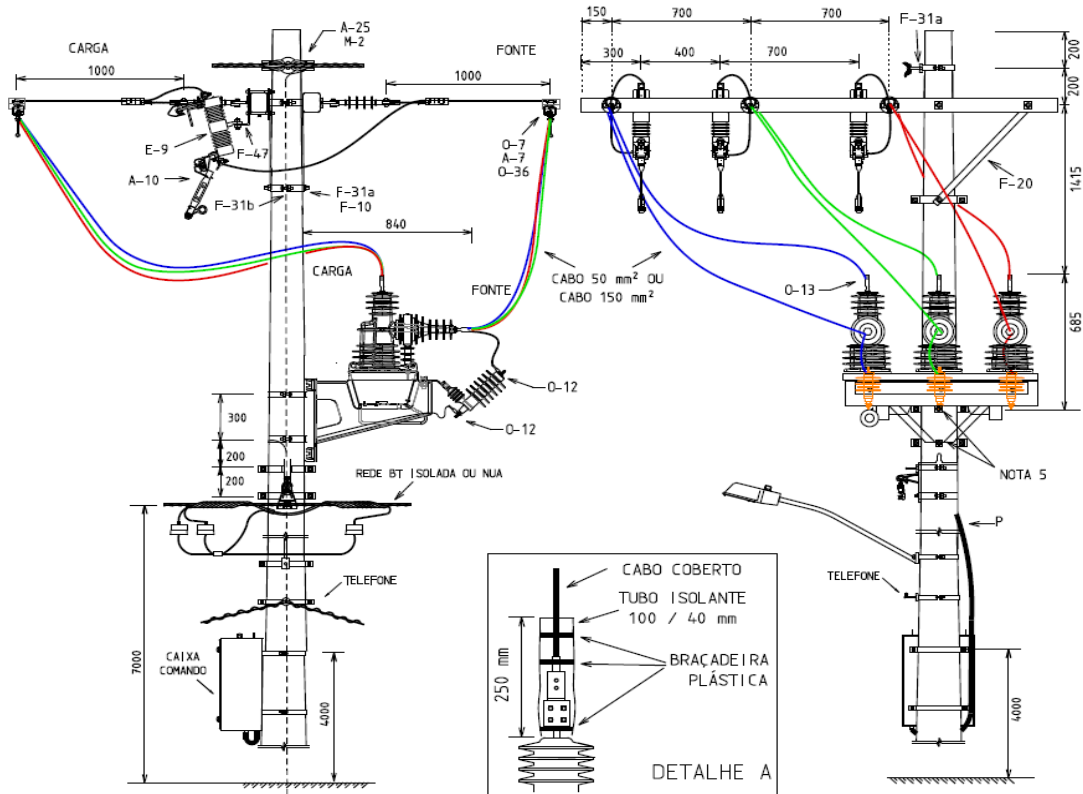 CARGA
1000
A-25
M-2
FONTE
1000
E-9
F-47
A-10
O-7
A-7
O-36
F-31b
F-31a
F-10
840
CARGA
FONTE
CABO 50 mm² OU
CABO 150 mm²
O-12
O-12
300
200
200
REDE BT ISOLADA OU NUA
7000
TELEFONE
CAIXA
COMANDO
4000
150
700
700
300
400
700
F-31a
200
200
F-20
1415
O-13
685
NOTA 5
P
TELEFONE
4000
CABO COBERTO
TUBO ISOLANTE
100 / 40 mm
BRAÇADEIRA
PLÁSTICA
250 mm
DETALHE A